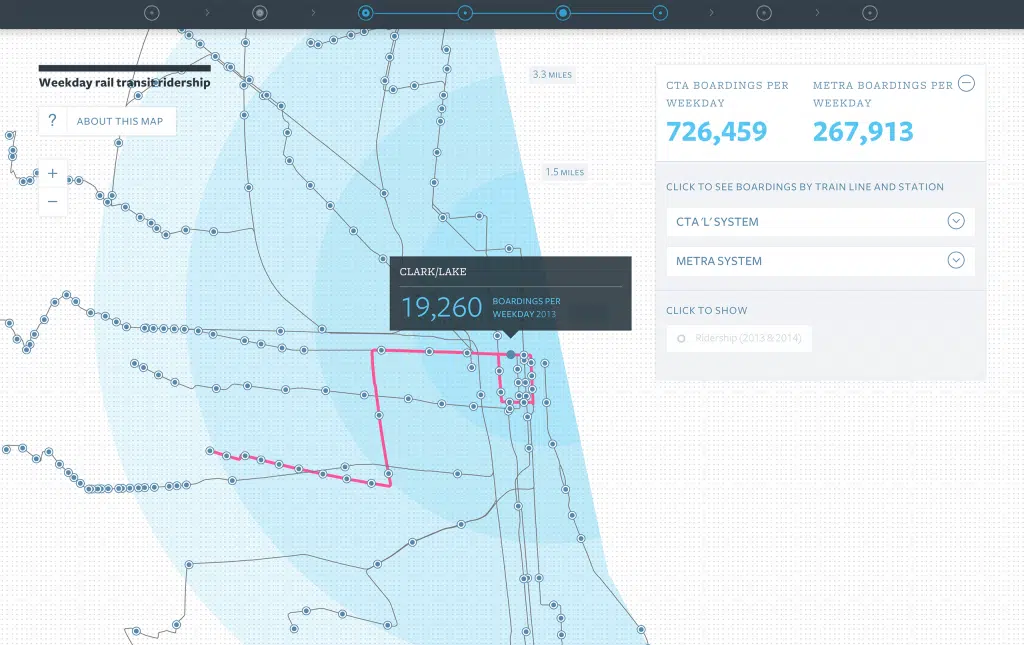 Weekday rail transit ridership
? ABOUT THIS MAP
+
−
3.3 MILES
1.5 MILES
CLARK/LAKE
19,260 BOARDINGS PER
WEEKDAY 2013
CTA BOARDINGS PER
WEEKDAY
726,459
METRA BOARDINGS PER
WEEKDAY
267,913
CLICK TO SEE BOARDINGS BY TRAIN LINE AND STATION
CTA 'L' SYSTEM
METRA SYSTEM
CLICK TO SHOW
Ridership (2013 & 2014)